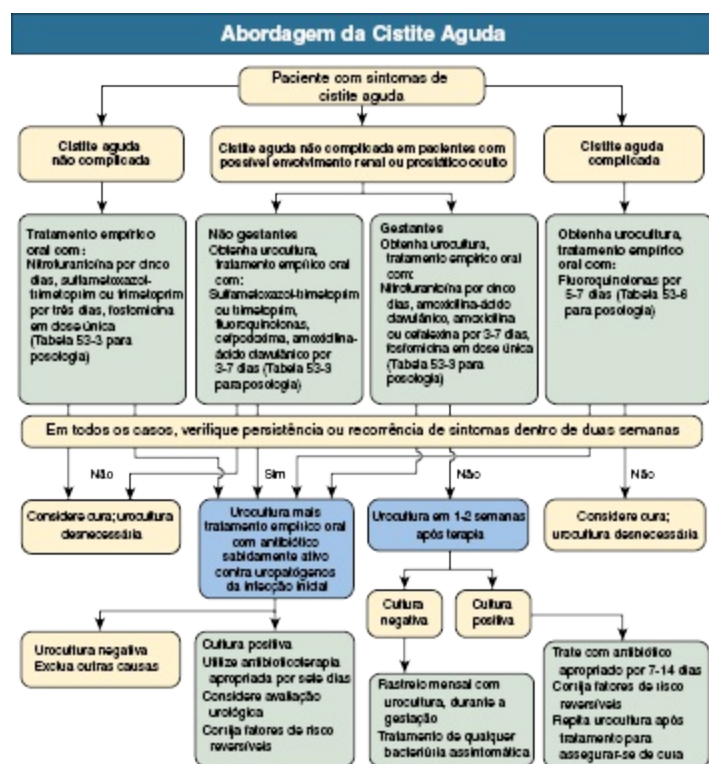 Abordagem da Cistite Aguda
Paciente com sintomas de
cistite aguda
Cistite aguda
não complicada
Cistite aguda não complicada em pacientes com
possível envolvimento renal ou prostático oculto
Cistite aguda
complicada
Tratamento empírico
oral com:
Nitrofurantoína por cinco
dias, sulfametoxazol-
trimetoprim ou trimetoprim
por três dias, fosfomicina
em dose única
(Tabela 53-3 para
posologia)
Não gestantes
Obtenha urocultura,
tratamento empírico oral
com:
Sulfametoxazol-trimetoprim
ou trimetoprim,
fluoroquinolonas,
cefpodoxima, amoxicilina-
ácido clavulânico por
3-7 dias (Tabela 53-3
para posologia)
Gestantes
Obtenha urocultura,
tratamento empírico oral
com:
Nitrofurantoína por cinco
dias, amoxicilina-ácido
clavulânico, amoxicilina
ou cefalexina por 3-7 dias,
fosfomicina em dose única
(Tabela 53-3 para
posologia)
Obtenha urocultura,
tratamento empírico
oral com:
Fluoroquinolonas por
5-7 dias (Tabela 53-6
para posologia)
Em todos os casos, verifique persistência ou recorrência de sintomas dentro de duas semanas
Não
Sim
Não
Não
Considere cura; urocultura
desnecessária
Urocultura mais
tratamento empírico oral
com antibiótico
sabidamente ativo
contra uropatógenos
da infecção inicial
Urocultura em 1-2 semanas
após terapia
Considere cura;
urocultura desnecessária
Cultura
negativa
Cultura
positiva
Urocultura negativa
Exclua outras causas
Cultura positiva
Utilize antibioticoterapia
apropriada por sete dias
Considere avaliação
urológica
Corrija fatores de risco
reversíveis
Rastreio mensal com
urocultura, durante a
gestação
Tratamento de qualquer
bacteriúria assintomática
Trate com antibiótico
apropriado por 7-14 dias
Corrija fatores de risco
reversíveis
Repita urocultura após
tratamento para
assegurar-se de cura